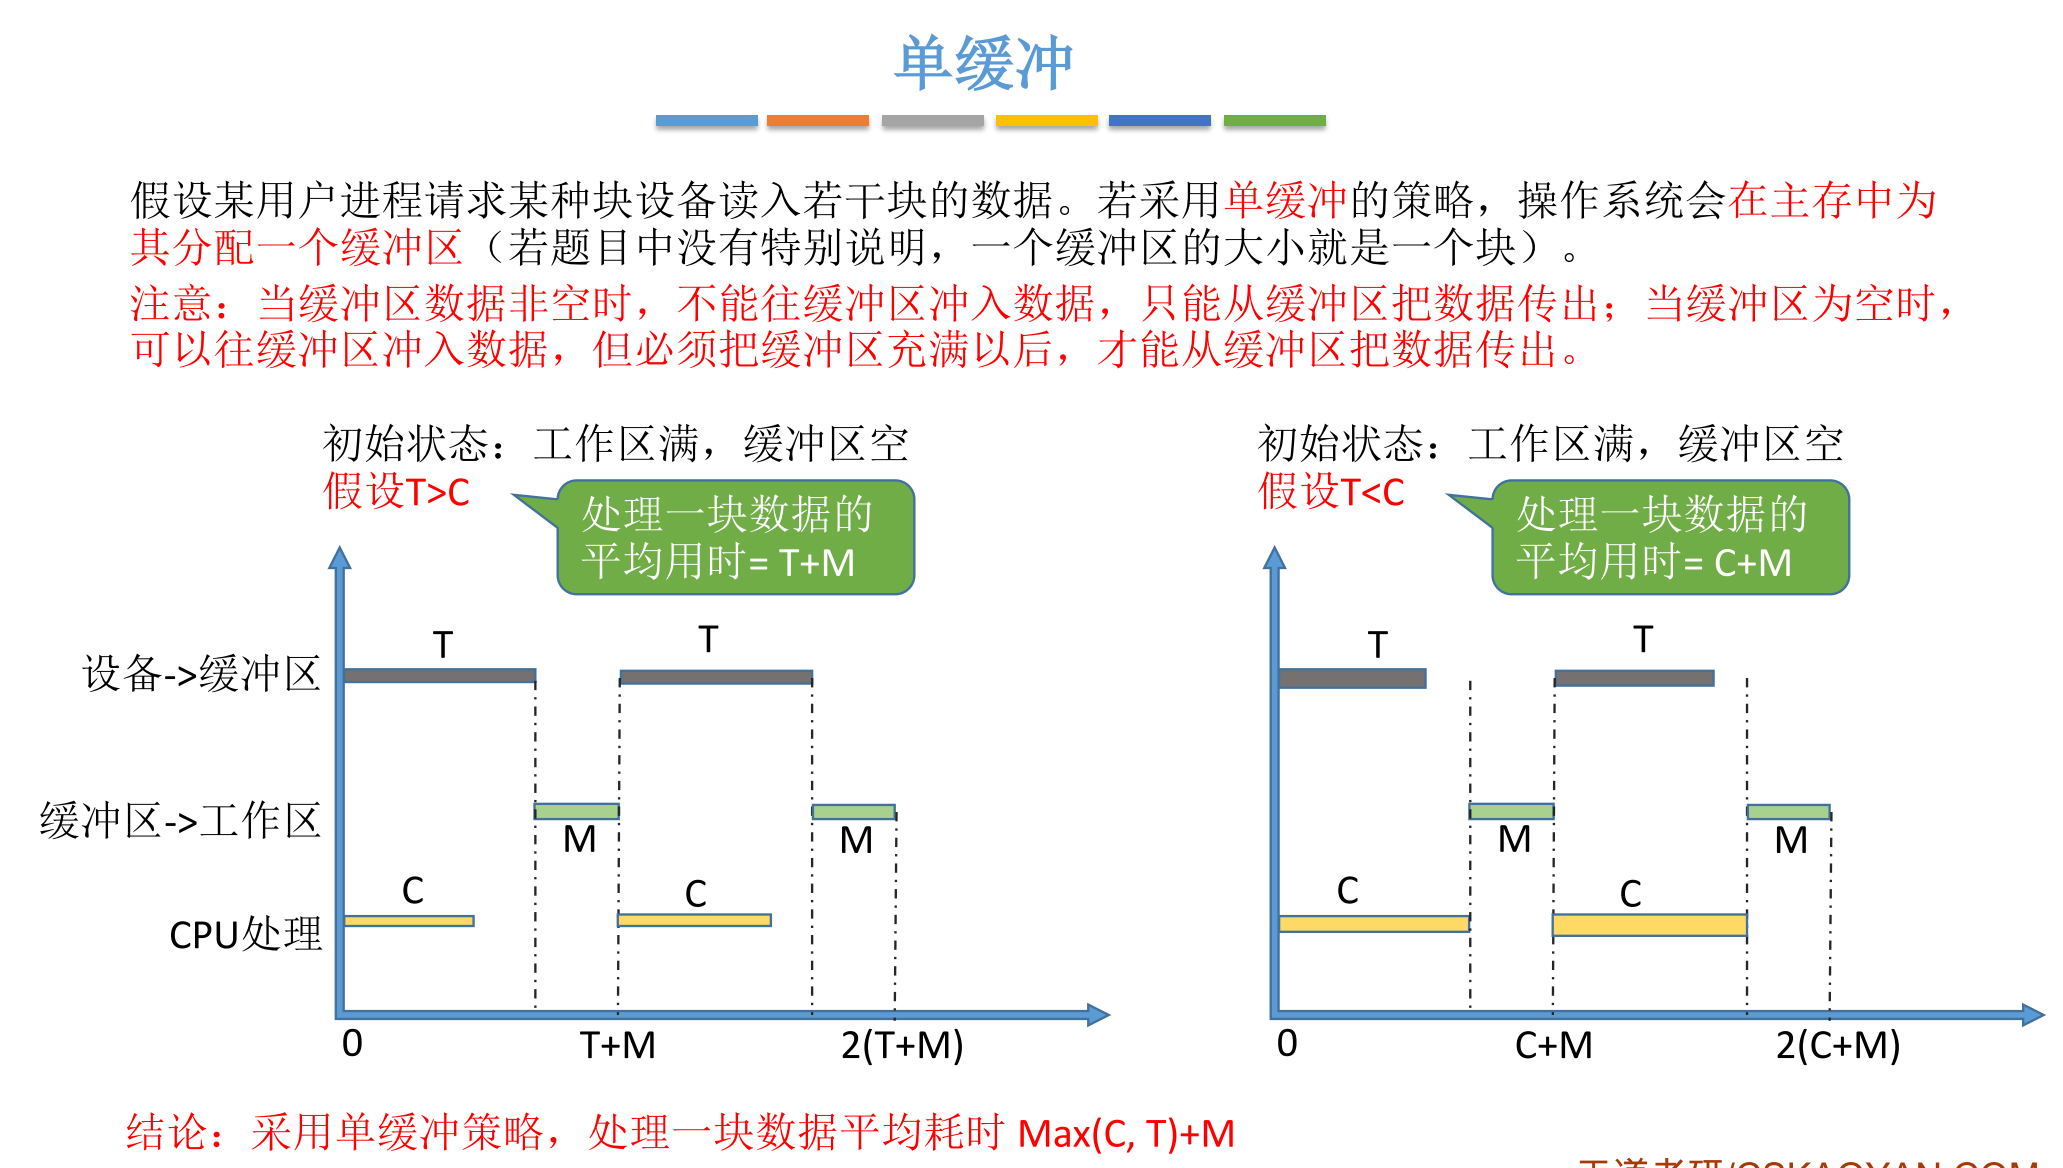 单缓冲
假设某用户进程请求某种块设备读入若干块的数据。若采用单缓冲的策略，操作系统会在主存中为
其分配一个缓冲区（若题目中没有特别说明，一个缓冲区的大小就是一个块）。
注意：当缓冲区数据非空时，不能往缓冲区冲入数据，只能从缓冲区把数据传出；当缓冲区为空时，
可以往缓冲区冲入数据，但必须把缓冲区充满以后，才能从缓冲区把数据传出。
初始状态：工作区满，缓冲区空
假设T>C
处理一块数据的
平均用时= T+M
T
T
设备->缓冲区
缓冲区->工作区
M
M
C
C
CPU处理
0
T+M
2(T+M)
初始状态：工作区满，缓冲区空
假设T<C
处理一块数据的
平均用时= C+M
T
T
M
M
C
C
0
C+M
2(C+M)
结论：采用单缓冲策略，处理一块数据平均耗时 Max(C, T)+M
王道考研/CSKAOYAN.COM